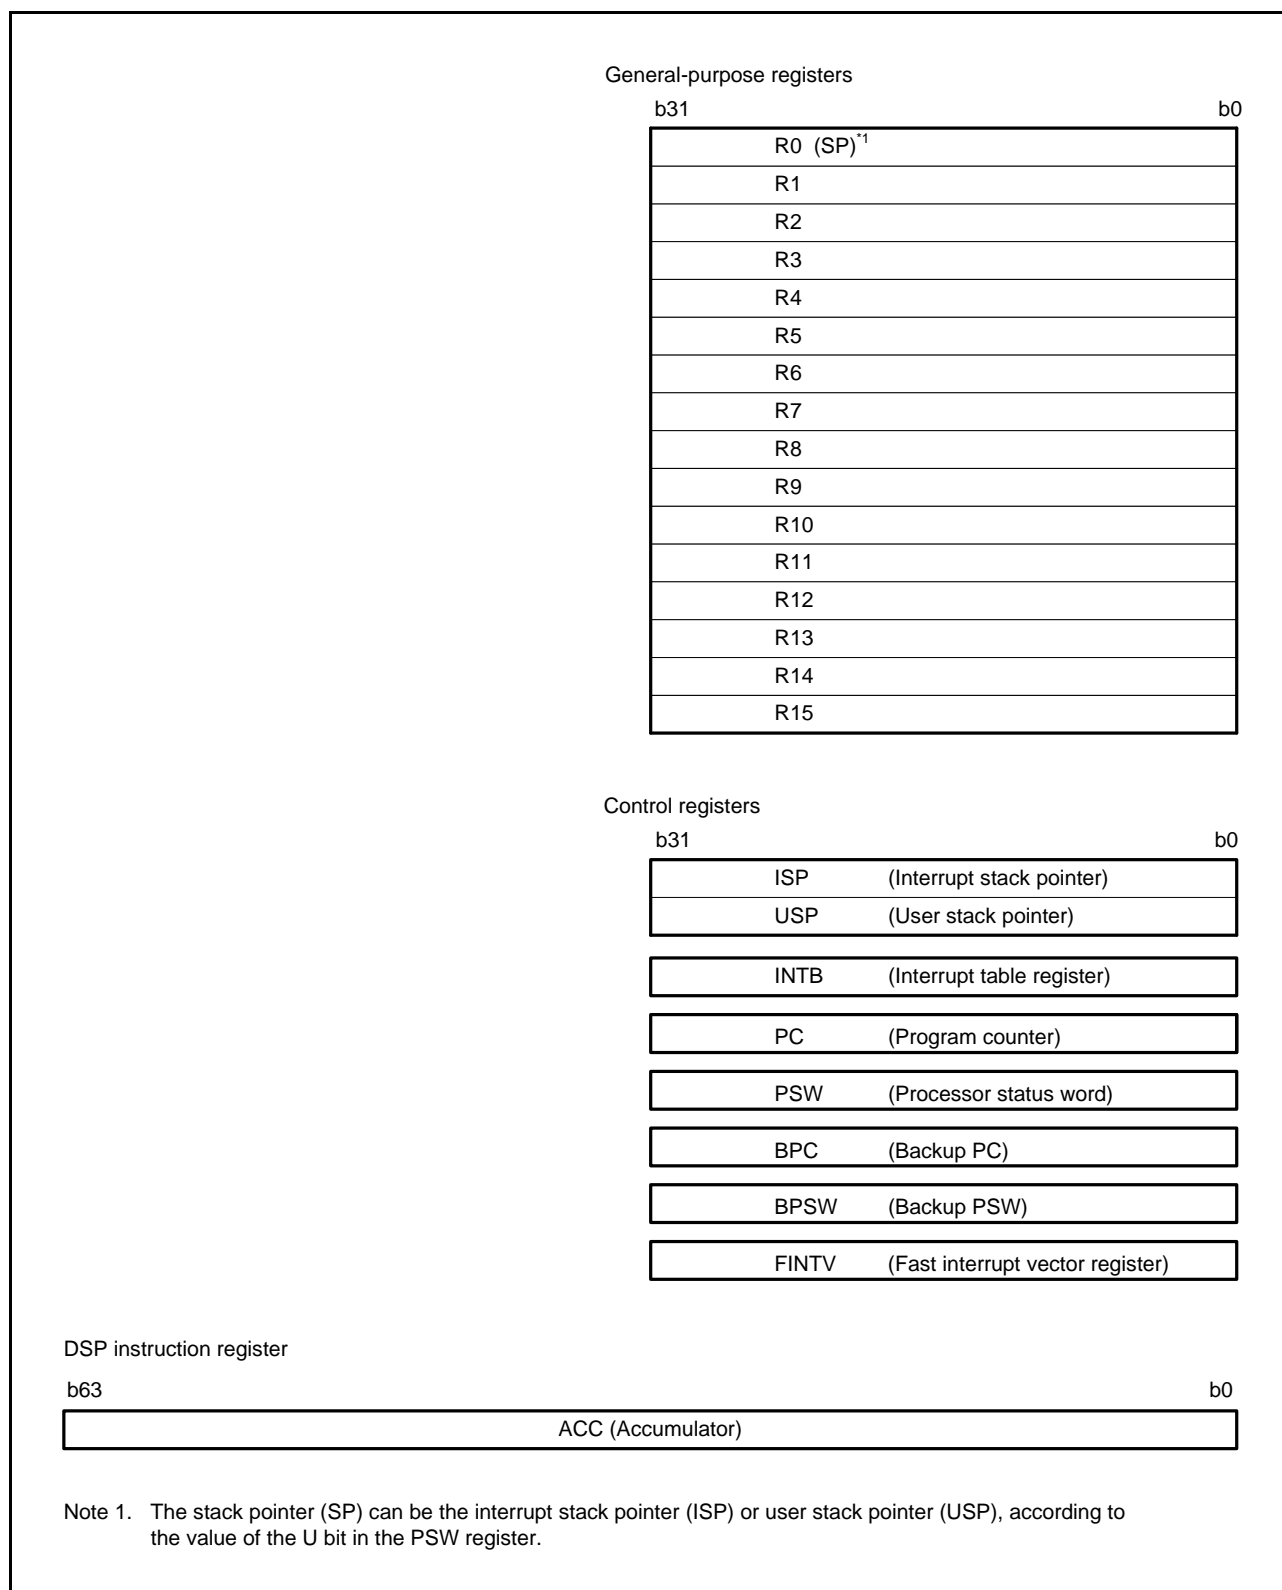 General-purpose registers
b31 b0
R0 (SP)*1
R1
R2
R3
R4
R5
R6
R7
R8
R9
R10
R11
R12
R13
R14
R15
Control registers
b31 b0
ISP (Interrupt stack pointer)
USP (User stack pointer)
INTB (Interrupt table register)
PC (Program counter)
PSW (Processor status word)
BPC (Backup PC)
BPSW (Backup PSW)
FINTV (Fast interrupt vector register)
DSP instruction register
b63 b0
ACC (Accumulator)
Note 1. The stack pointer (SP) can be the interrupt stack pointer (ISP) or user stack pointer (USP), according to
the value of the U bit in the PSW register.